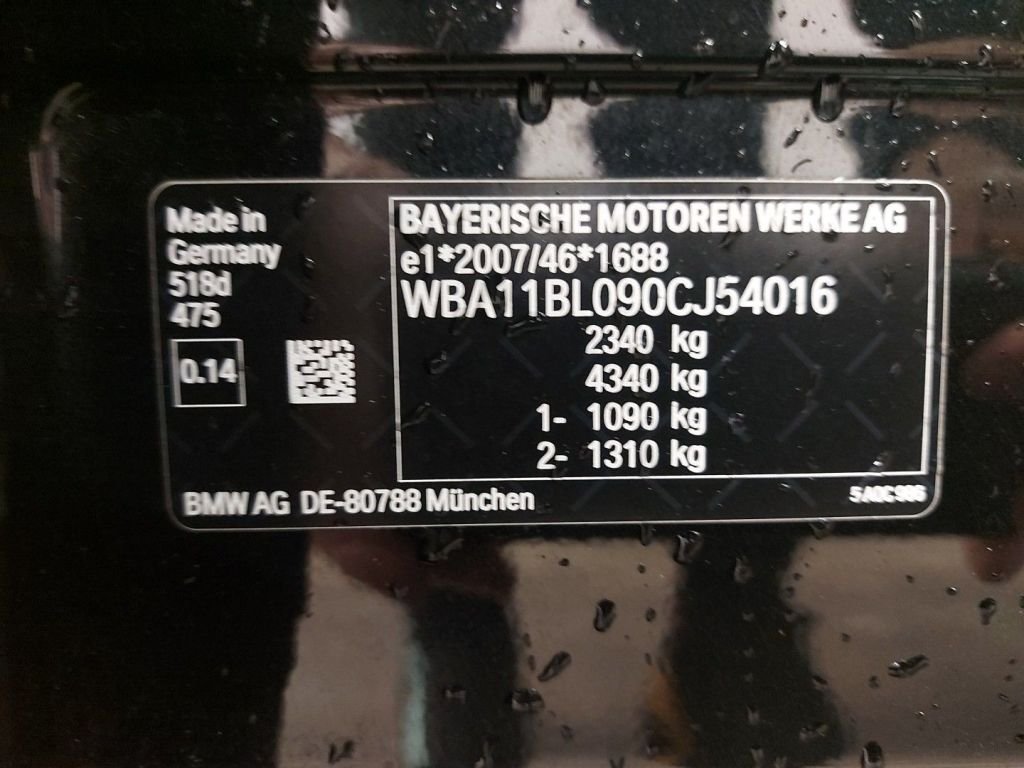 Made in
Germany
518d
475
0.14
BAYERISCHE MOTOREN WERKE AG
e1*2007/46*1688
WBA11BL090CJ54016
2340 kg
4340 kg
1- 1090 kg
2- 1310 kg
BMW AG DE-80788 München